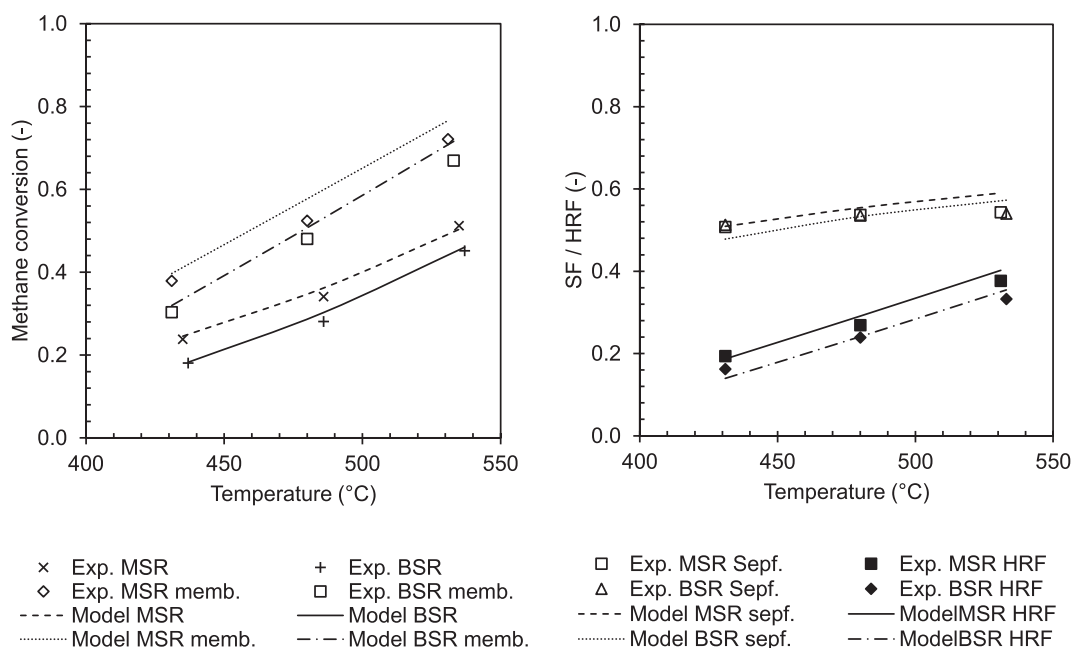 Methane conversion (-)
1.0
0.8
0.6
0.4
0.2
0.0
400
450
500
550
Temperature (°C)
× Exp. MSR
+ Exp. BSR
◇ Exp. MSR memb.
□ Exp. BSR memb.
Model MSR
Model BSR
Model MSR memb.
Model BSR memb.
SF / HRF (-)
1.0
0.8
0.6
0.4
0.2
0.0
400
450
500
550
Temperature (°C)
Exp. MSR Sepf.
Exp. MSR HRF
Exp. BSR Sepf.
Exp. BSR HRF
Model MSR sepf.
ModelMSR HRF
Model BSR sepf.
ModelBSR HRF